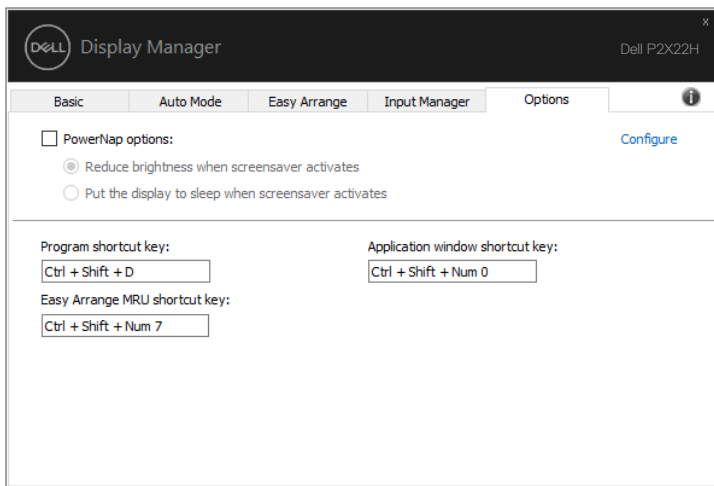 x
DELL Display Manager
Dell P2X22H
Basic Auto Mode Easy Arrange Input Manager Options
PowerNap options: Configure
Reduce brightness when screensaver activates
Put the display to sleep when screensaver activates
Program shortcut key: Application window shortcut key:
Ctrl + Shift + D Ctrl + Shift + Num 0
Easy Arrange MRU shortcut key:
Ctrl + Shift + Num 7